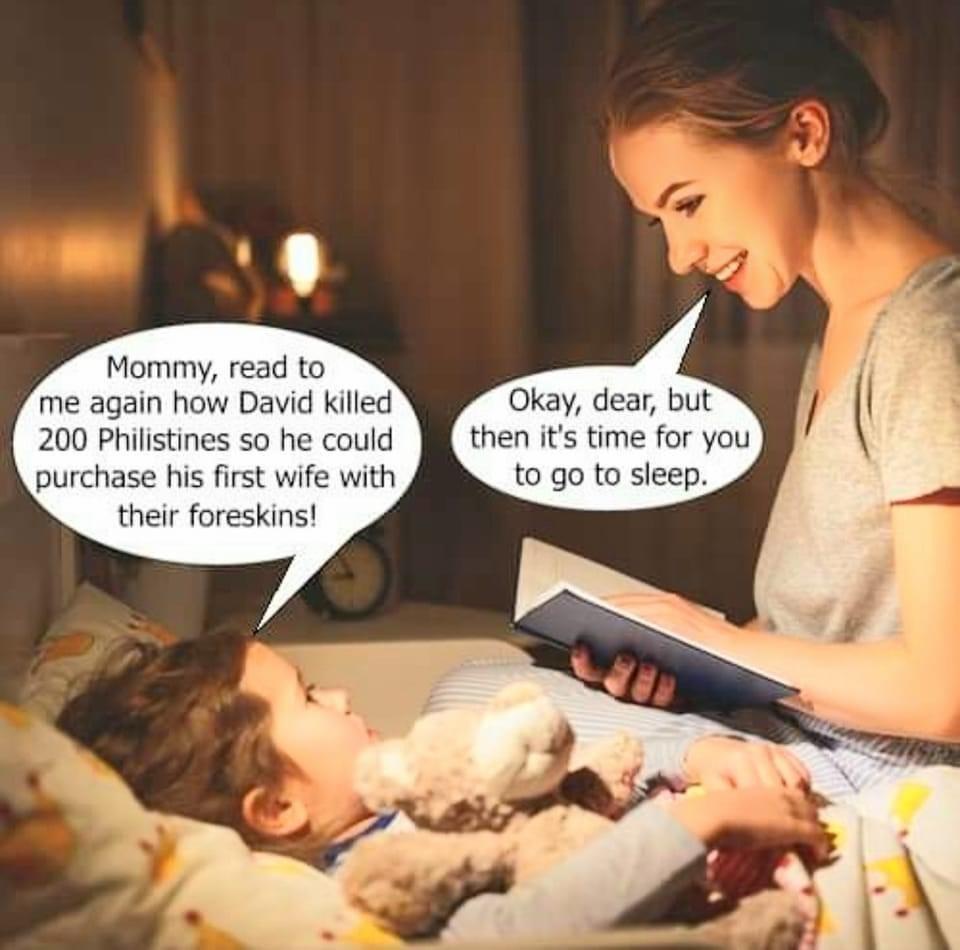 Mommy, read to
me again how David killed
200 Philistines so he could
purchase his first wife with
their foreskins!
Okay, dear, but
then it's time for you
to go to sleep.